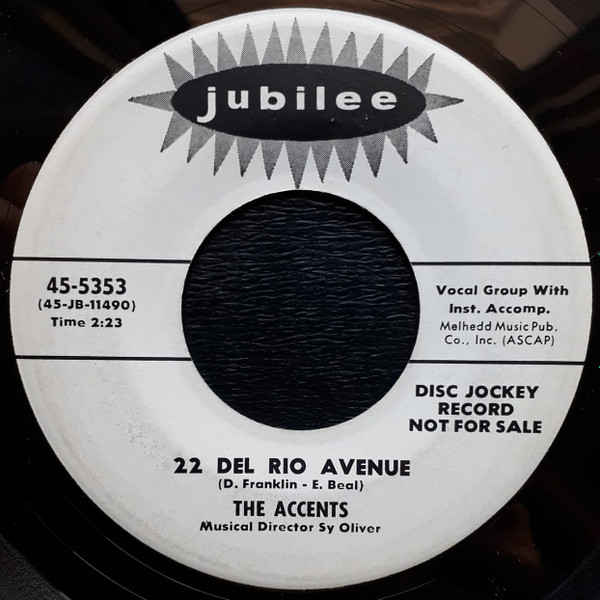 jubilee
45-5353
(45-JB-11490)
Time 2:23
Vocal Group With
Inst. Accomp.
Melhedd Music Pub.
Co., Inc. (ASCAP)
DISC JOCKEY
RECORD
NOT FOR SALE
22 DEL RIO AVENUE
(D. Franklin - E. Beal)
THE ACCENTS
Musical Director Sy Oliver